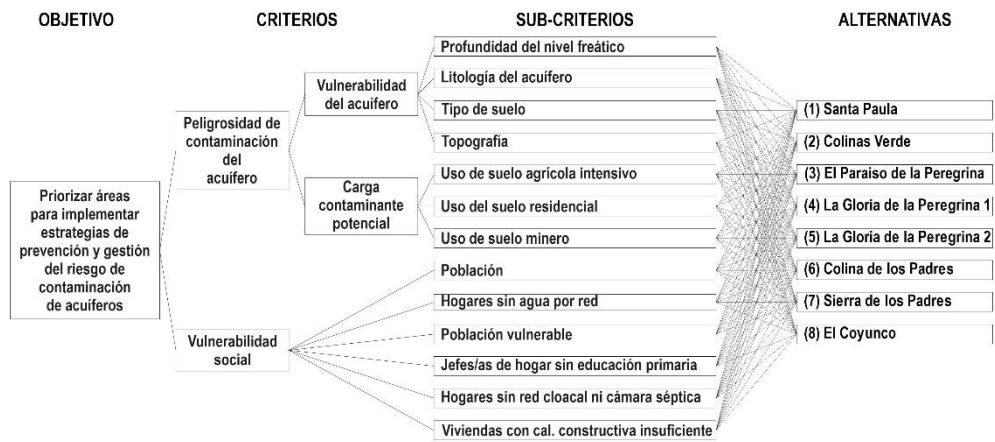 OBJETIVO
CRITERIOS
SUB-CRITERIOS
ALTERNATIVAS
Priorizar áreas
para implementar
estrategias de
prevención y gestión
del riesgo de
contaminación
de acuíferos
Peligrosidad de
contaminación
del
acuífero
Vulnerabilidad
social
Vulnerabilidad
del acuífero
Carga
contaminante
potencial
Profundidad del nivel freático
Litología del acuífero
Tipo de suelo
Topografía
Uso de suelo agrícola intensivo
Uso del suelo residencial
Uso de suelo minero
Población
Hogares sin agua por red
Población vulnerable
Jefes/as de hogar sin educación primaria
Hogares sin red cloacal ni cámara séptica
Viviendas con cal. constructiva insuficiente
(1) Santa Paula
(2) Colinas Verde
(3) El Paraiso de la Peregrina
(4) La Gloria de la Peregrina 1
(5) La Gloria de la Peregrina 2
(6) Colina de los Padres
(7) Sierra de los Padres
(8) El Coyunco